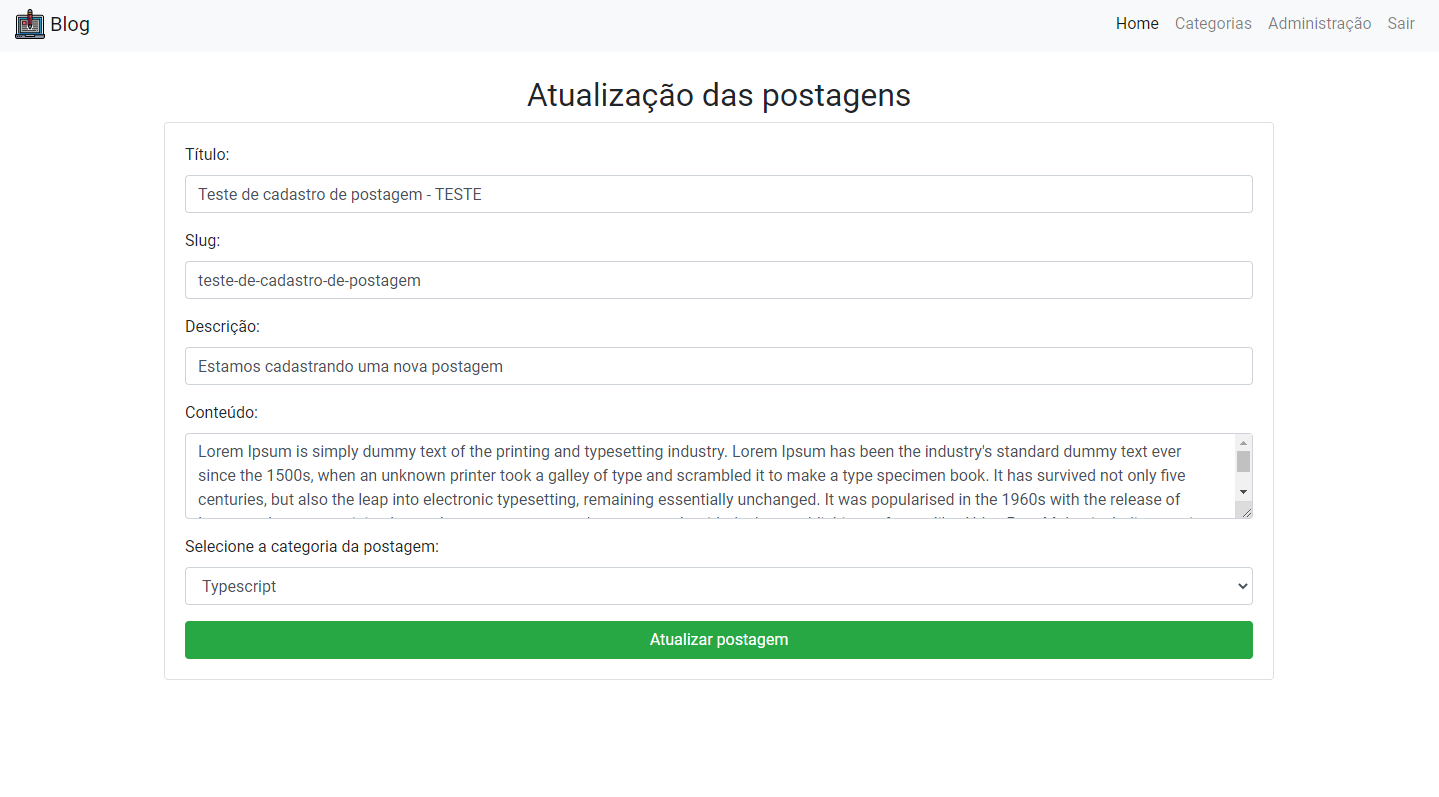 Blog
Home Categorias Administração Sair
Atualização das postagens
Título:
Teste de cadastro de postagem - TESTE
Slug:
teste-de-cadastro-de-postagem
Descrição:
Estamos cadastrando uma nova postagem
Conteúdo:
Lorem Ipsum is simply dummy text of the printing and typesetting industry. Lorem Ipsum has been the industry's standard dummy text ever
since the 1500s, when an unknown printer took a galley of type and scrambled it to make a type specimen book. It has survived not only five
centuries, but also the leap into electronic typesetting, remaining essentially unchanged. It was popularised in the 1960s with the release of
Selecione a categoria da postagem:
Typescript
Atualizar postagem